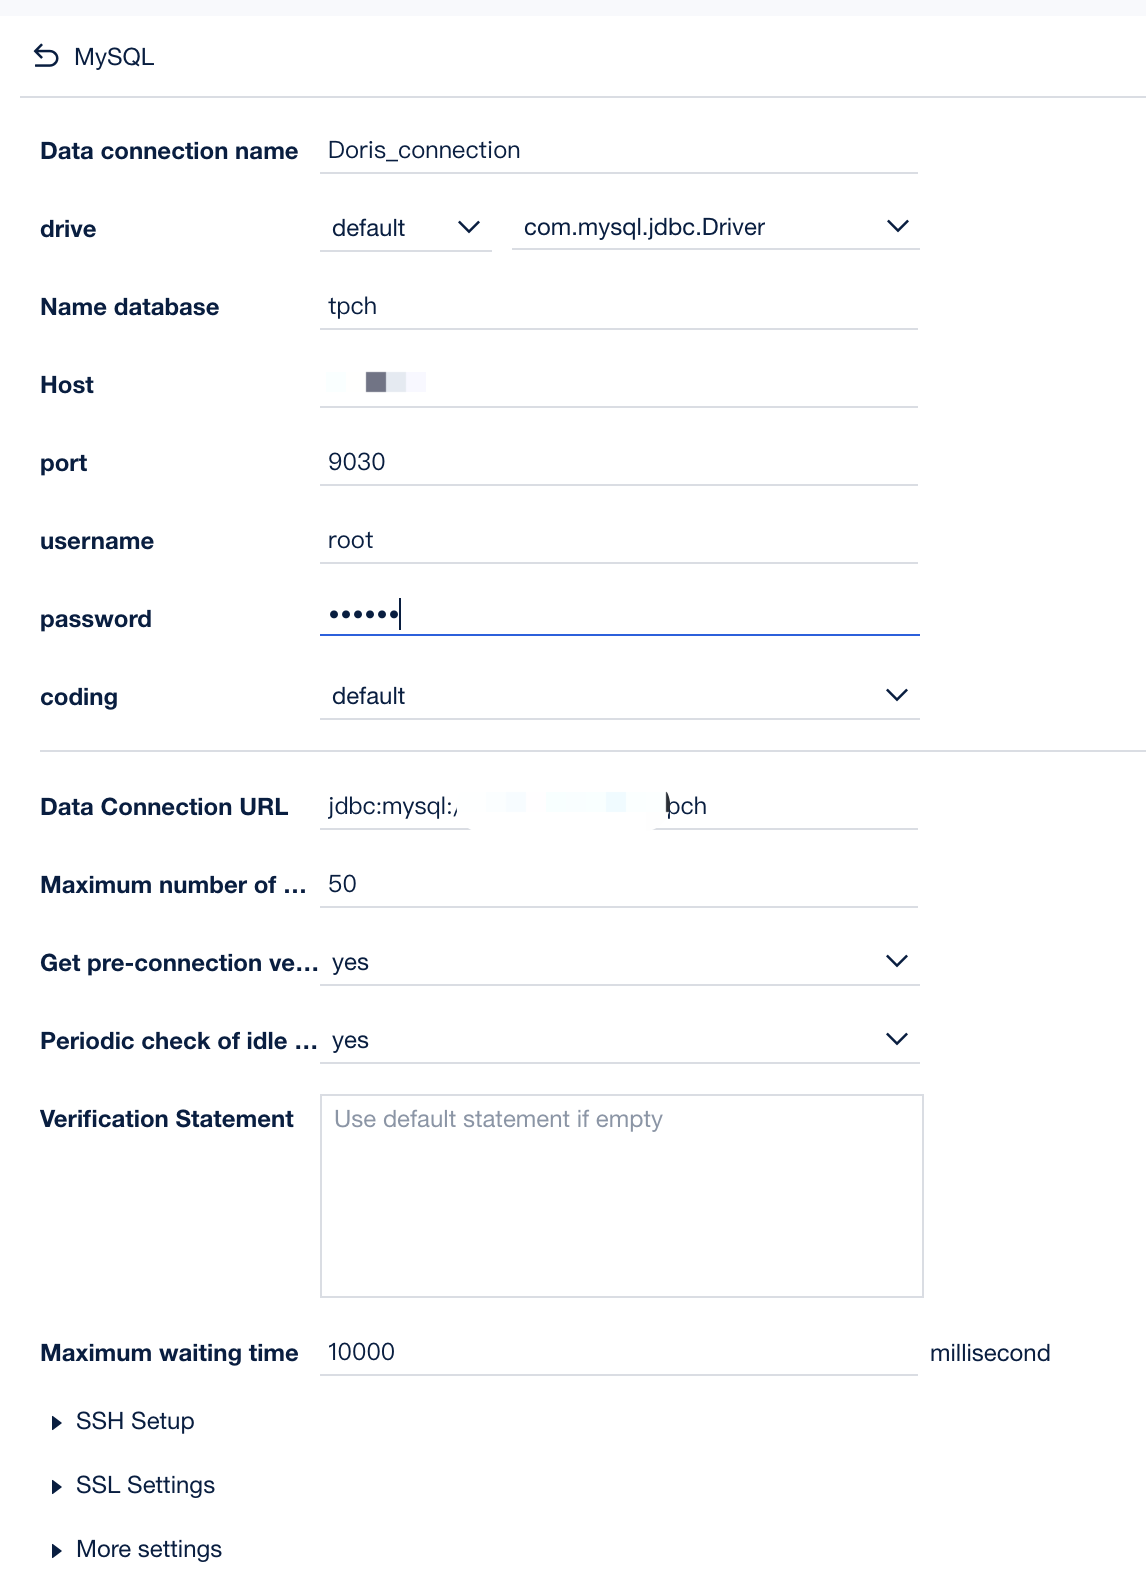 MySQL
Data connection name Doris_connection
drive default com.mysql.jdbc.Driver
Name database tpch
Host
port 9030
username root
password ••••••
coding default
Data Connection URL jdbc:mysql:/ pch
Maximum number of ... 50
Get pre-connection ve... yes
Periodic check of idle ... yes
Verification Statement Use default statement if empty
Maximum waiting time 10000 millisecond
SSH Setup
SSL Settings
More settings